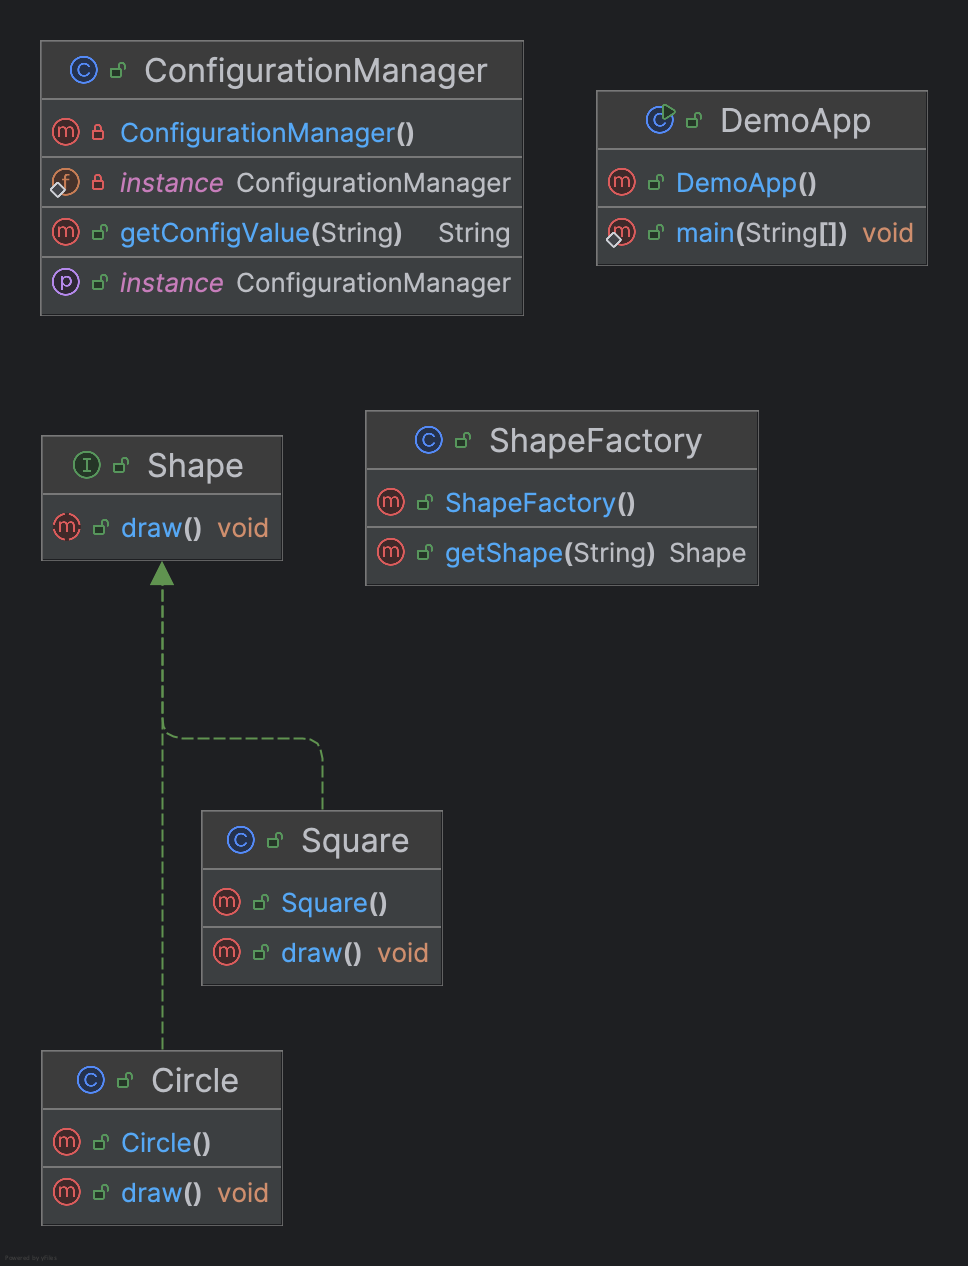 ConfigurationManager
ConfigurationManager()
instance ConfigurationManager
getConfigValue(String) String
instance ConfigurationManager
DemoApp
DemoApp()
main(String[]) void
Shape
draw() void
ShapeFactory
ShapeFactory()
getShape(String) Shape
Square
Square()
draw() void
Circle
Circle()
draw() void
Powered by yFiles